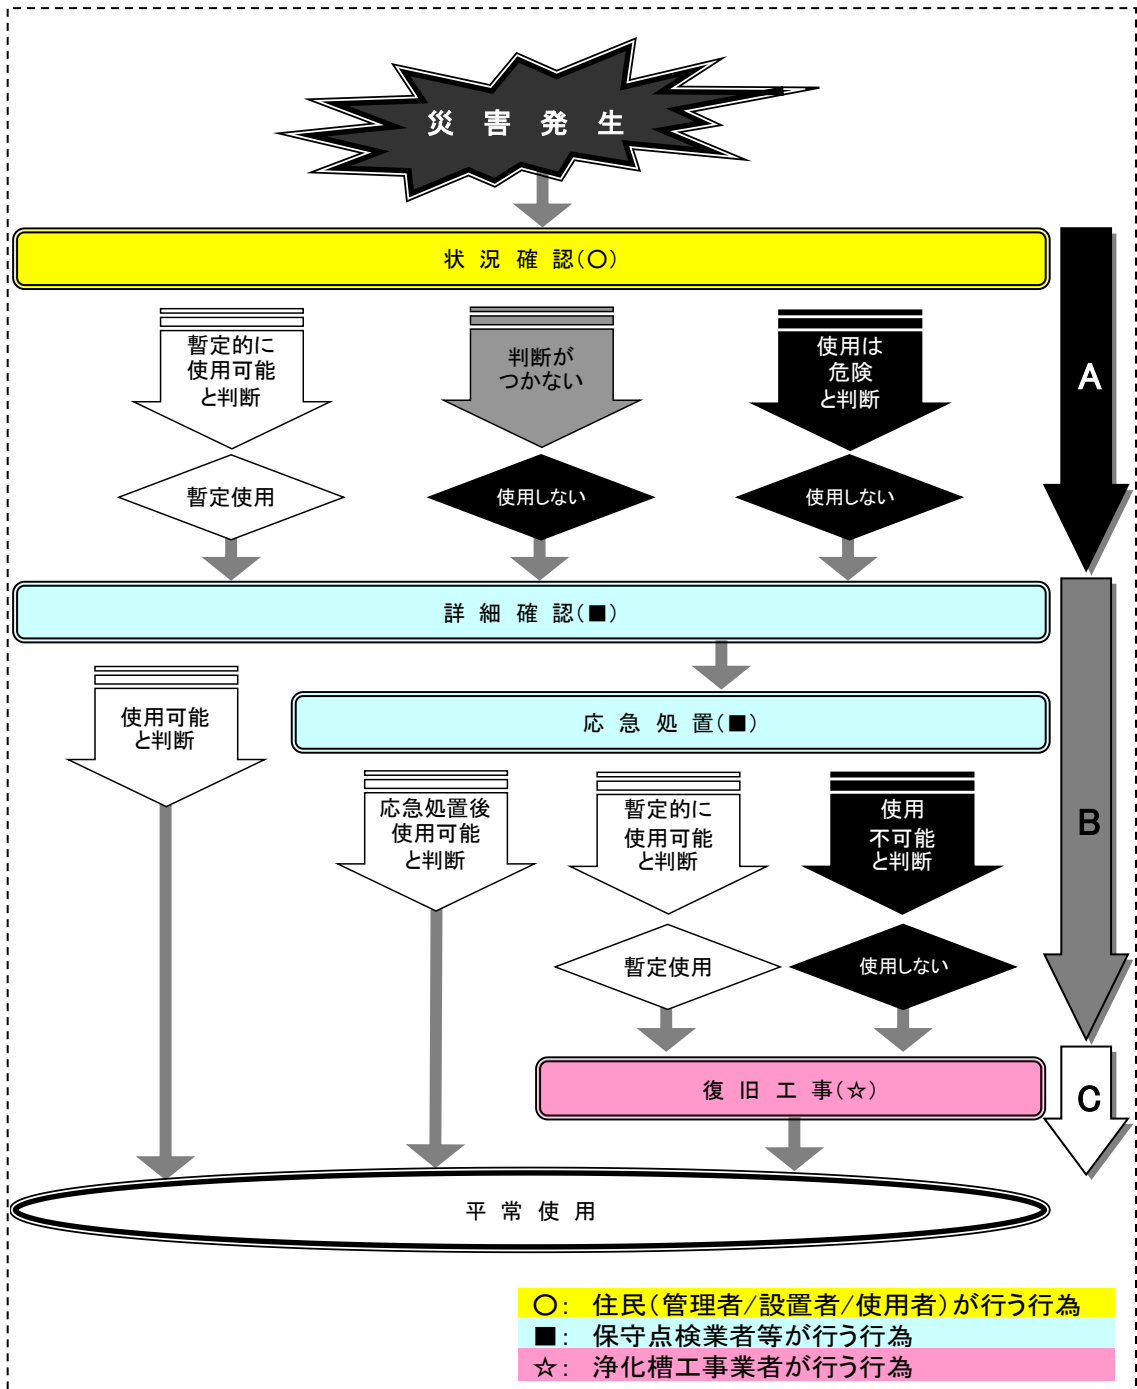 災 害 発 生
状 況 確 認(○)
暫定的に
使用可能
と判断
判断が
つかない
使用は
危険
と判断
A
暫定使用
使用しない
使用しない
詳 細 確 認(■)
使用可能
と判断
応 急 処 置(■)
応急処置後
使用可能
と判断
暫定的に
使用可能
と判断
使用
不可能
と判断
B
暫定使用
使用しない
復 旧 工 事(☆)
C
平 常 使 用
○: 住民(管理者/設置者/使用者)が行う行為
■: 保守点検業者等が行う行為
☆: 浄化槽工事業者が行う行為